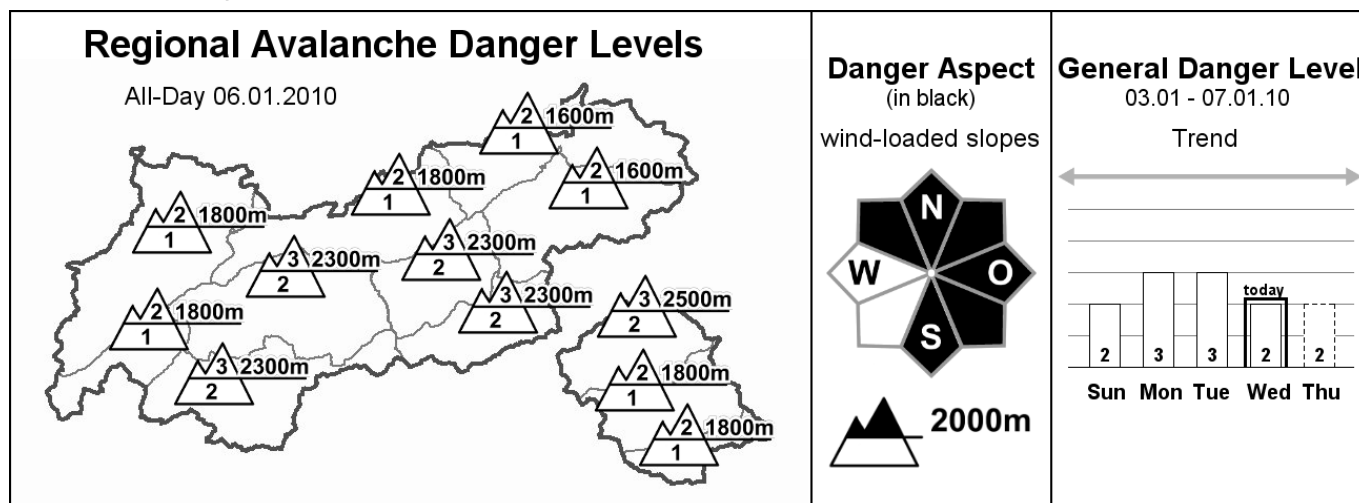 Regional Avalanche Danger Levels
All-Day 06.01.2010
2 1600m
1
2 1800m
1
2 1600m
1
2 1800m
1
3 2300m
2
3 2300m
2
2 1800m
1
3 2300m
2
3 2500m
2
3 2300m
2
2 1800m
1
2 1800m
1
Danger Aspect
(in black)
wind-loaded slopes
N
W O
S
2000m
General Danger Level
03.01 - 07.01.10
Trend
today
2 3 3 2 2
Sun Mon Tue Wed Thu